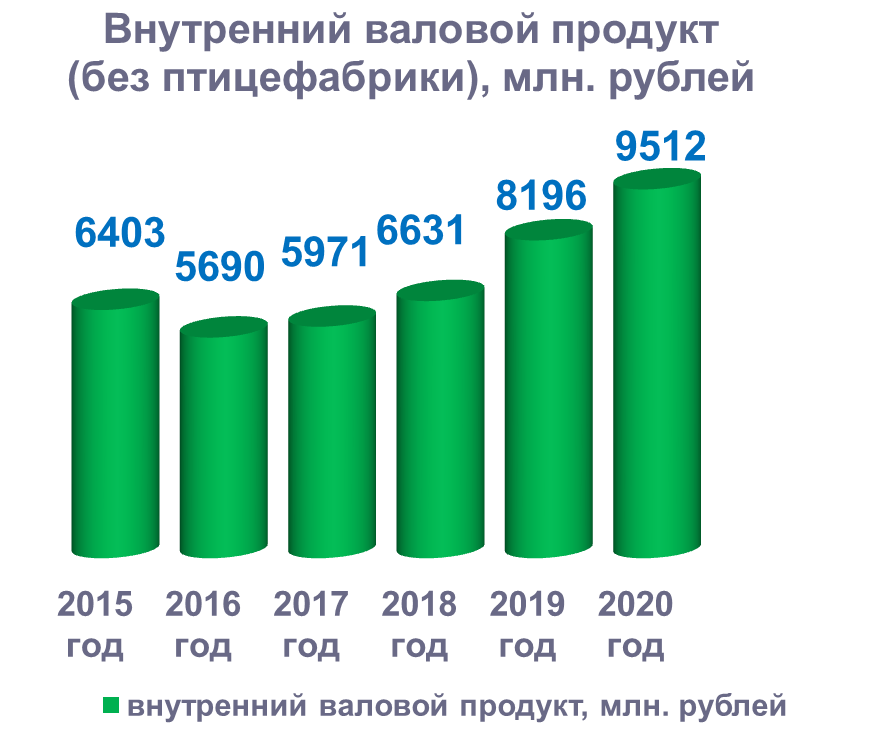 Внутренний валовой продукт
(без птицефабрики), млн. рублей
9512
8196
6403
6631
5971
5690
2015 2016 2017 2018 2019 2020
год год год год год год
внутренний валовой продукт, млн. рублей